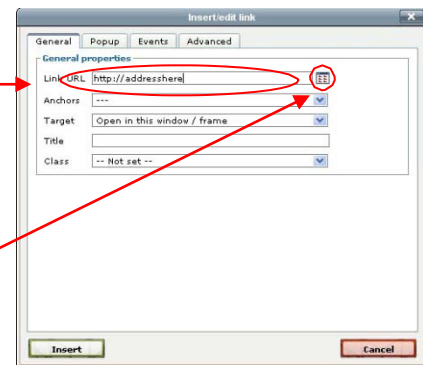 Insert/edit link
General Popup Events Advanced
General properties
Link URL http://addresshere
Anchors ---
Target Open in this window / frame
Title
Class -- Not set --
Insert Cancel